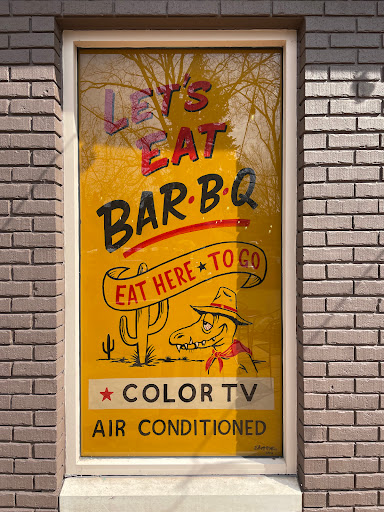 LET'S
EAT
BAR·B·Q
EAT HERE ★ TO GO
★ COLOR TV
AIR CONDITIONED